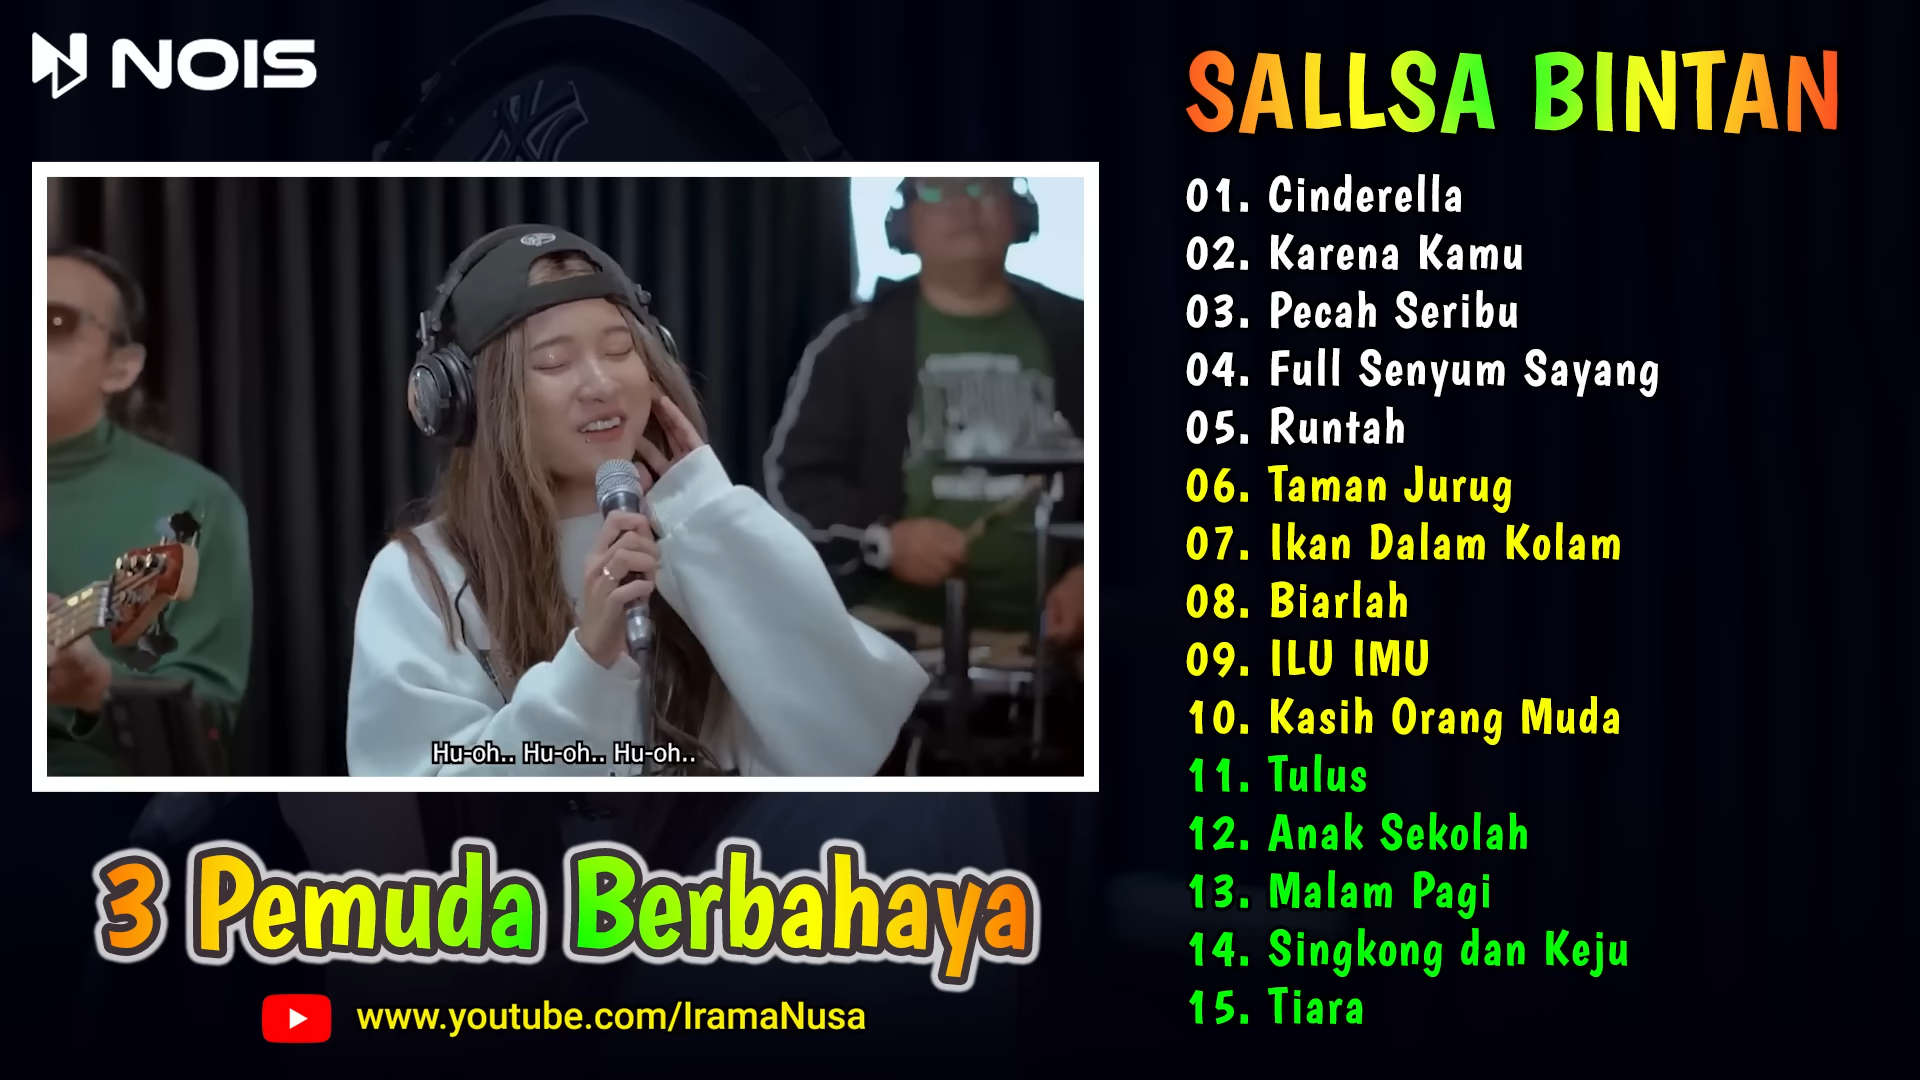 NOIS
SALLSA BINTAN
01. Cinderella
02. Karena Kamu
03. Pecah Seribu
04. Full Senyum Sayang
05. Runtah
06. Taman Jurug
07. Ikan Dalam Kolam
08. Biarlah
09. ILU IMU
10. Kasih Orang Muda
11. Tulus
12. Anak Sekolah
13. Malam Pagi
14. Singkong dan Keju
15. Tiara
Hu-oh.. Hu-oh.. Hu-oh..
3 Pemuda Berbahaya
www.youtube.com/IramaNusa